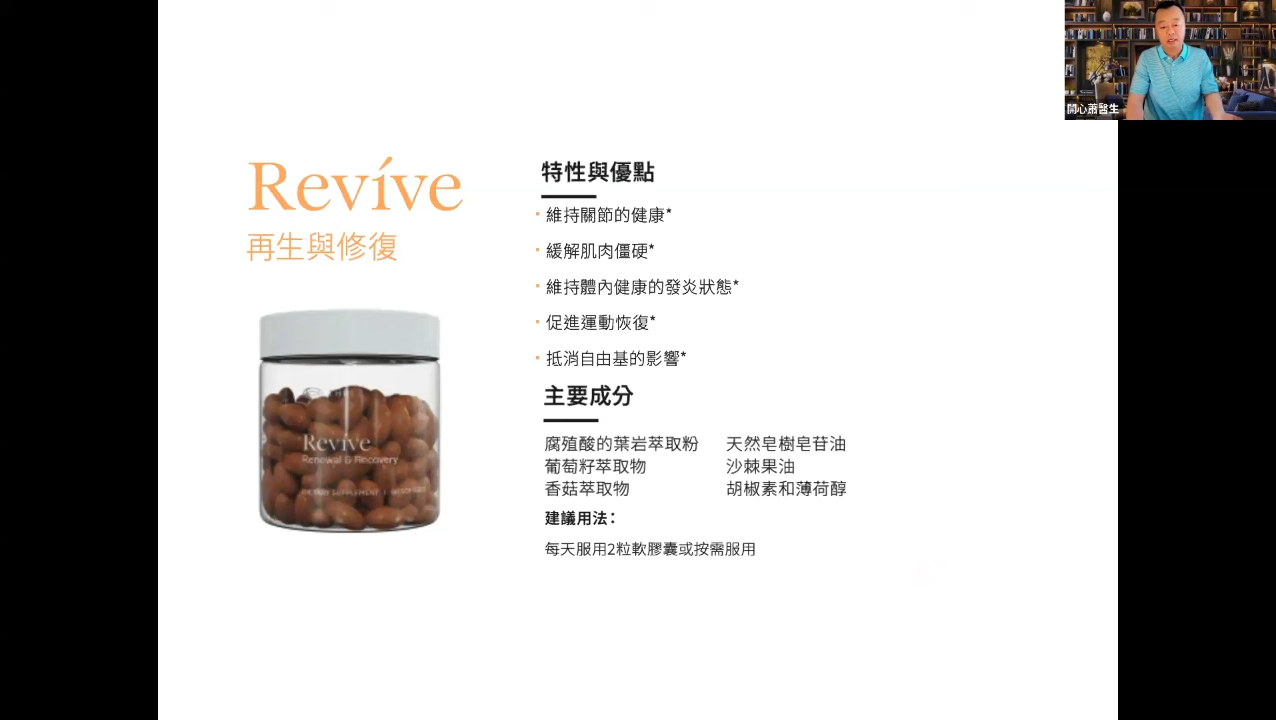 開心蕭醫生
Revíve
再生與修復
Revíve
Renewal & Recovery
DIETARY SUPPLEMENT
特性與優點
維持關節的健康*
緩解肌肉僵硬*
維持體內健康的發炎狀態*
促進運動恢復*
抵消自由基的影響*
主要成分
腐殖酸的葉岩萃取粉 天然皂樹皂苷油
葡萄籽萃取物 沙棘果油
香菇萃取物 胡椒素和薄荷醇
建議用法：
每天服用2粒軟膠囊或按需服用